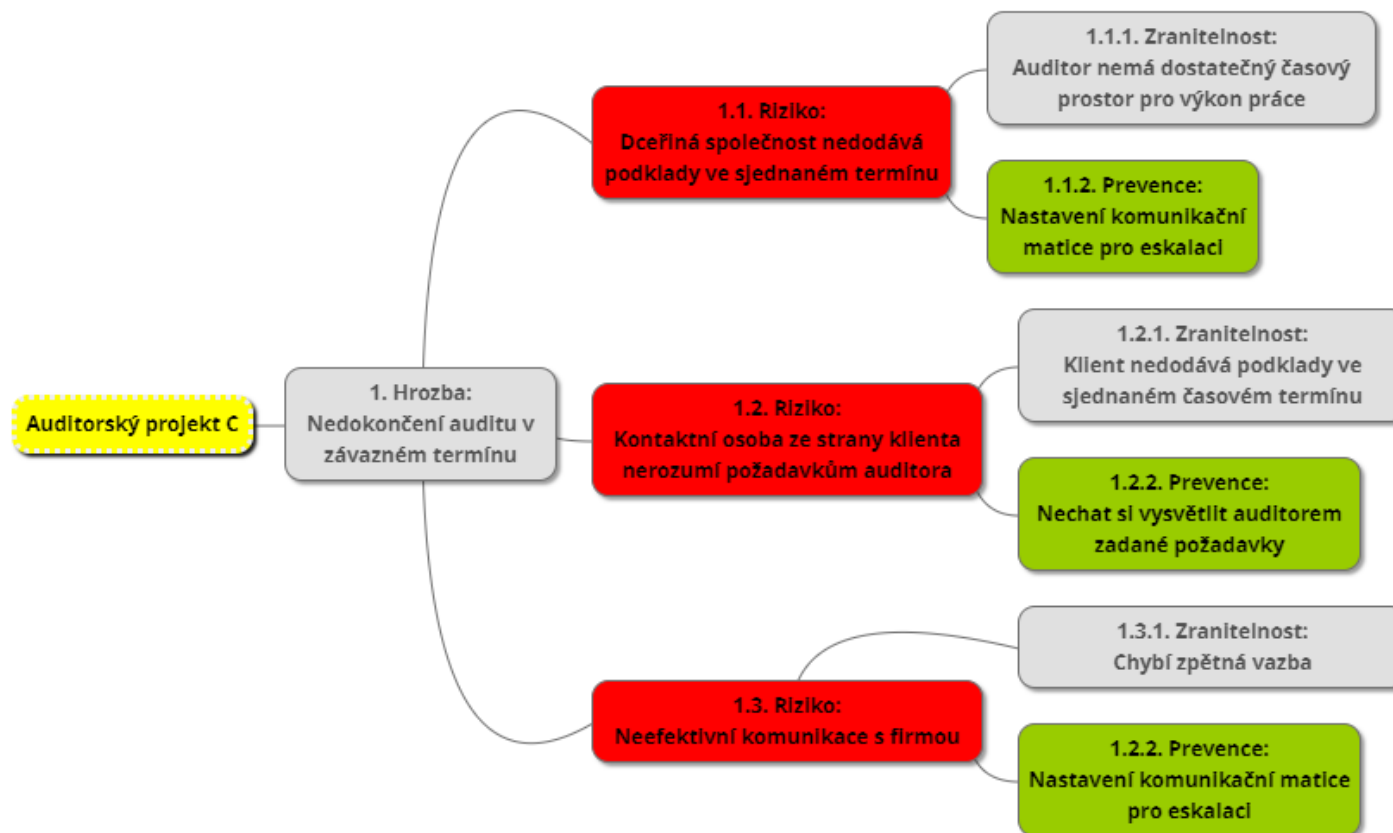 Auditorský projekt C
1. Hrozba:
Nedokončení auditu v
závazném termínu
1.1. Riziko:
Dceřiná společnost nedodává
podklady ve sjednaném termínu
1.1.1. Zranitelnost:
Auditor nemá dostatečný časový
prostor pro výkon práce
1.1.2. Prevence:
Nastavení komunikační
matice pro eskalaci
1.2. Riziko:
Kontaktní osoba ze strany klienta
nerozumí požadavkům auditora
1.2.1. Zranitelnost:
Klient nedodává podklady ve
sjednaném časovém termínu
1.2.2. Prevence:
Nechat si vysvětlit auditorem
zadané požadavky
1.3. Riziko:
Neefektivní komunikace s firmou
1.3.1. Zranitelnost:
Chybí zpětná vazba
1.2.2. Prevence:
Nastavení komunikační matice
pro eskalaci